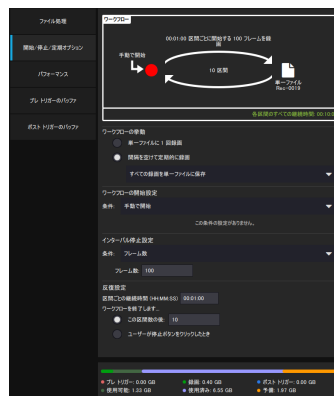 ファイル処理
開始/停止/定期オプション
パフォーマンス
プレトリガーのバッファ
ポスト トリガーのバッファ
ワークフロー
00:01:00 区間ごとに開始する 100 フレームを録
画
手動で開始
10 区間
単一ファイル
Rec-0019
各区間のすべての継続時間: 00:10:0
ワークフローの挙動
単一ファイルに 1 回録画
間隔を空けて定期的に録画
すべての録画を単一ファイルに保存
ワークフローの開始設定
条件: 手動で開始
この条件の設定がありません。
インターバル停止設定
条件: フレーム数
フレーム数: 100
反復設定
区間ごとの継続時間 (HH:MM:SS) 00:01:00
ワークフローを終了します...
この区間数の後: 10
ユーザーが停止ボタンをクリックしたとき
プレ トリガー: 0.00 GB
録画: 0.40 GB
ポスト トリガー: 0.00 GB
使用可能: 1.33 GB
使用済み: 6.55 GB
予備: 1.97 GB